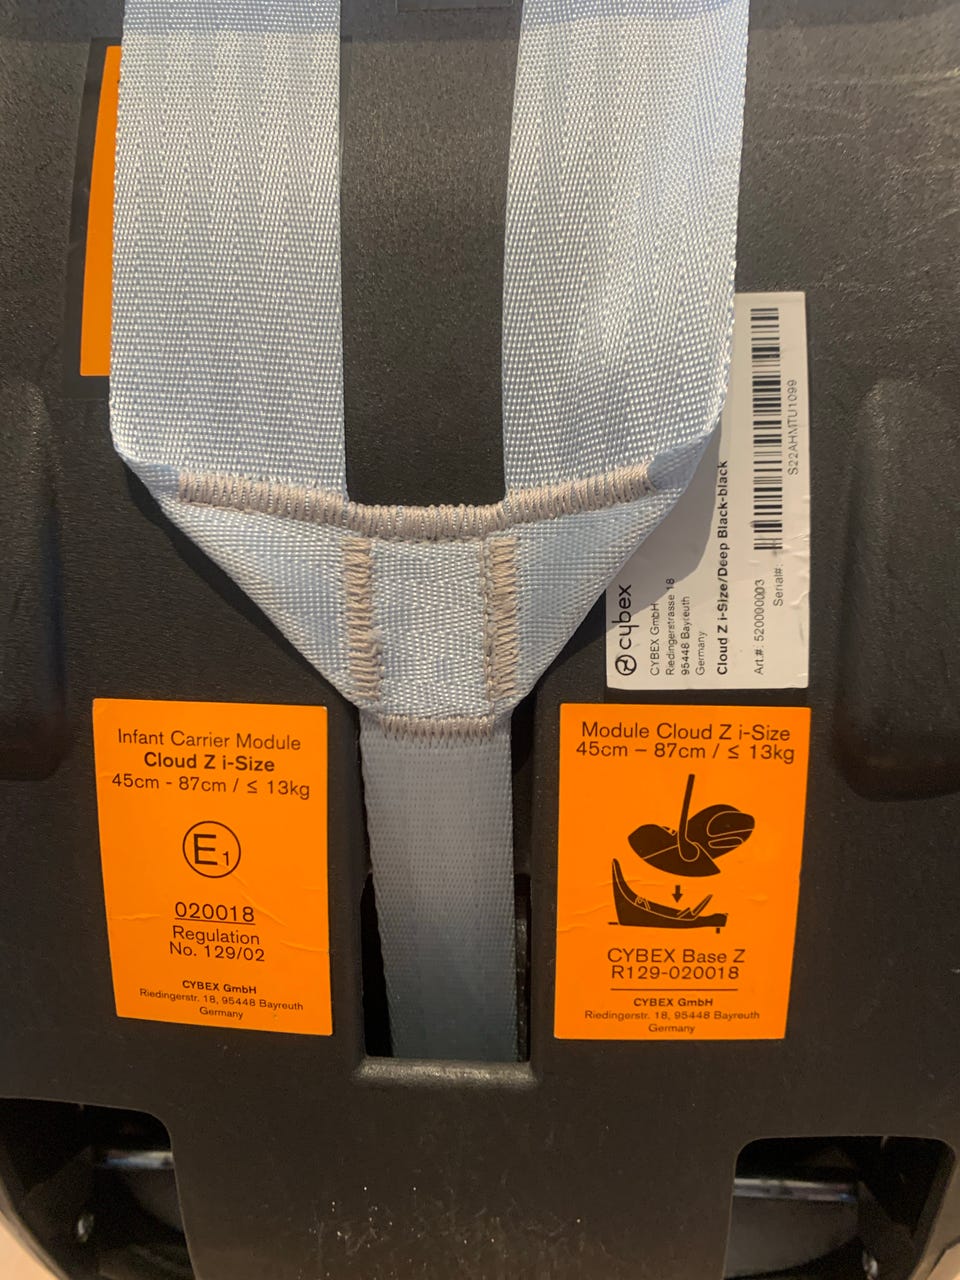 cybex
CYBEX GmbH
Riedingerstrasse 18
95448 Bayreuth
Germany
Cloud Z i-Size/Deep Black-black
Art.#: 520000003
Serial#:
S22AHMTU1099
Infant Carrier Module
Cloud Z i-Size
45cm - 87cm / ≤ 13kg
E1
020018
Regulation
No. 129/02
CYBEX GmbH
Riedingerstr. 18, 95448 Bayreuth
Germany
Module Cloud Z i-Size
45cm – 87cm / ≤ 13kg
CYBEX Base Z
R129-020018
CYBEX GmbH
Riedingerstr. 18, 95448 Bayreuth
Germany